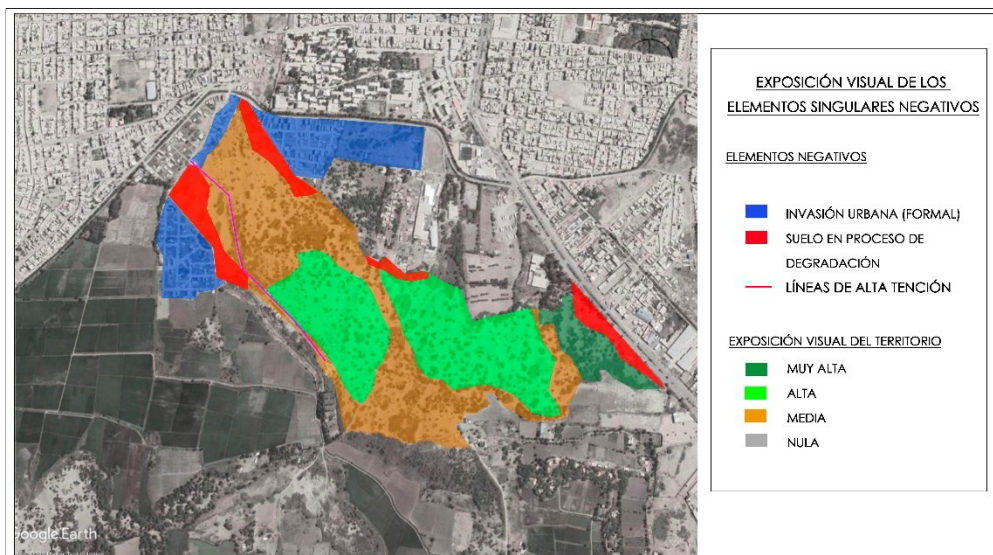 EXPOSICIÓN VISUAL DE LOS
ELEMENTOS SINGULARES NEGATIVOS
ELEMENTOS NEGATIVOS
INVASIÓN URBANA (FORMAL)
SUELO EN PROCESO DE
DEGRADACIÓN
LÍNEAS DE ALTA TENCIÓN
EXPOSICIÓN VISUAL DEL TERRITORIO
MUY ALTA
ALTA
MEDIA
NULA
Google Earth